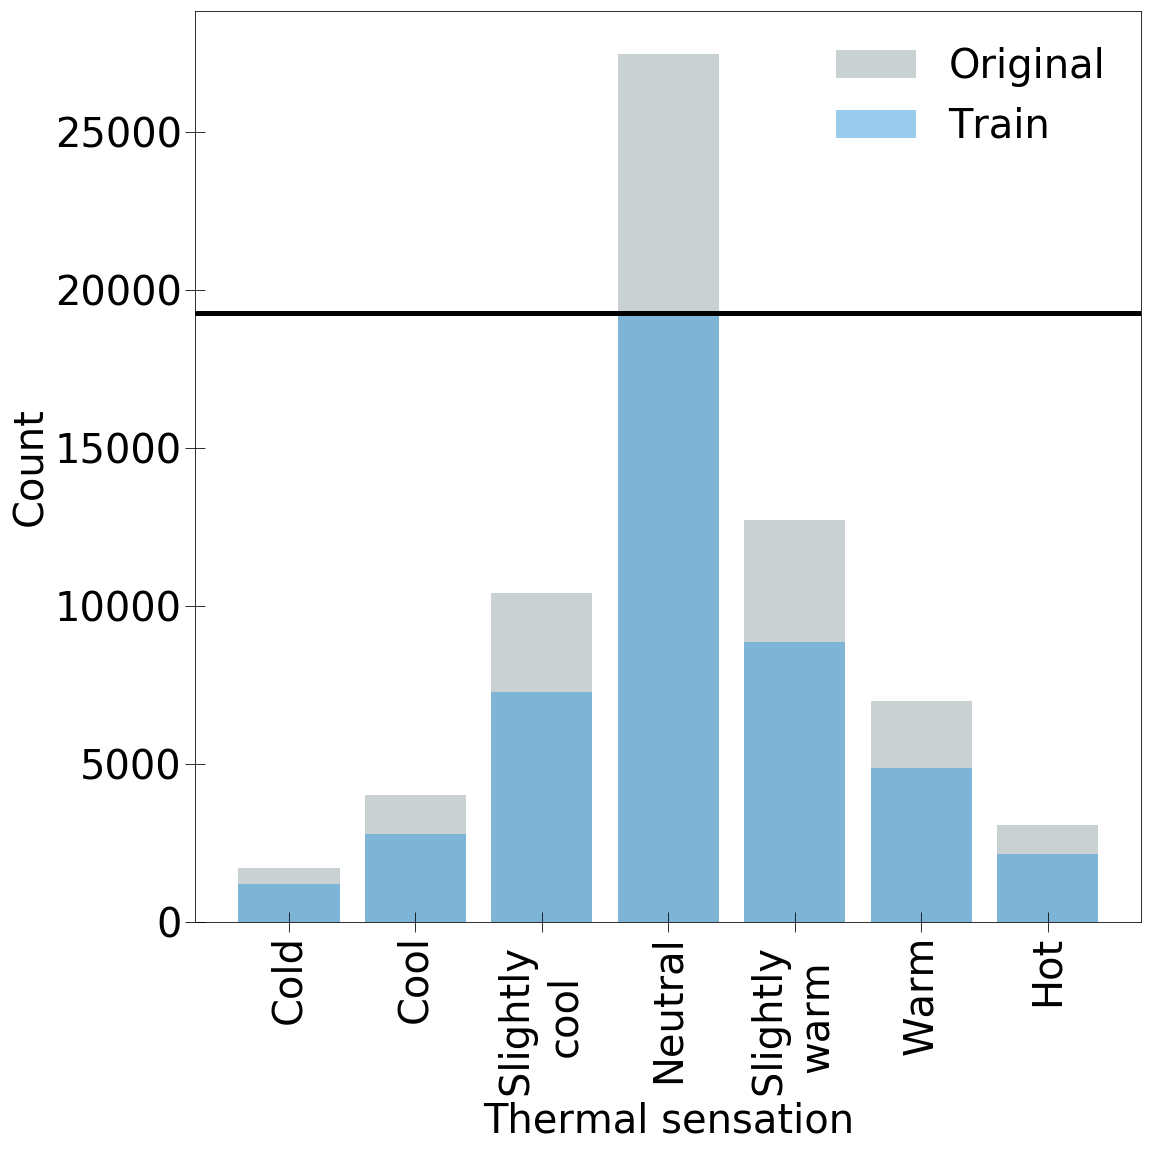 Original
Train
25000
20000
15000
10000
5000
0
Count
Cold
Cool
Slightly
cool
Neutral
Slightly
warm
Warm
Hot
Thermal sensation